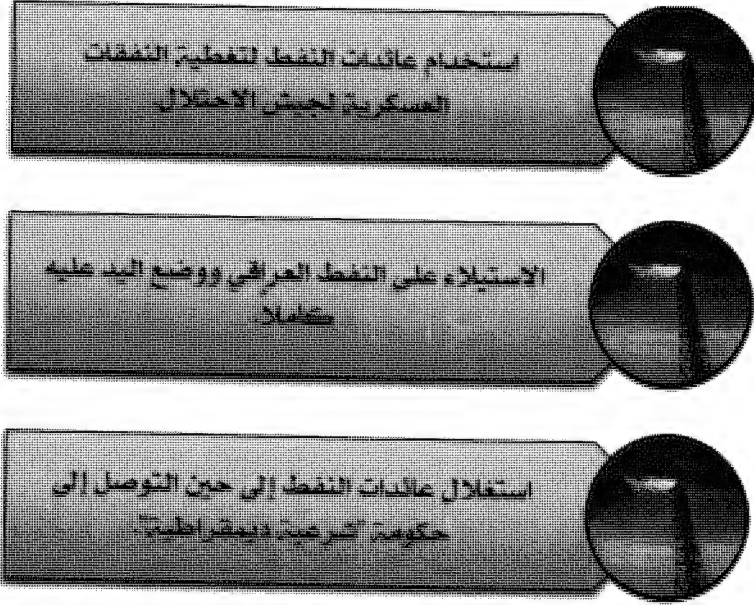 استخدام عائدات النفط لتغطية النفقات
العسكرية لجيش الاحتلال.
الاستيلاء على النفط العراقي ووضع اليد عليه
كاملا.
استغلال عائدات النفط إلى حين التوصل إلى
حكومة "شرعية ديمقراطية".